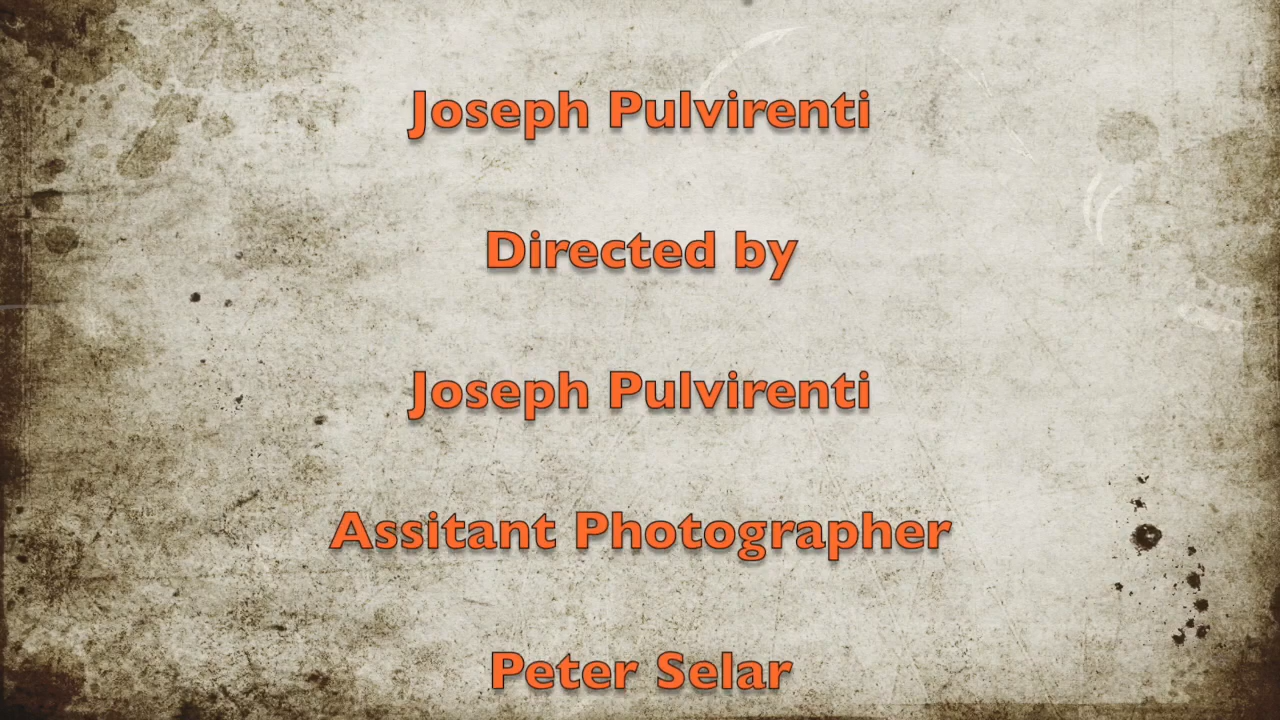 Joseph Pulvirenti
Directed by
Joseph Pulvirenti
Assitant Photographer
Peter Selar